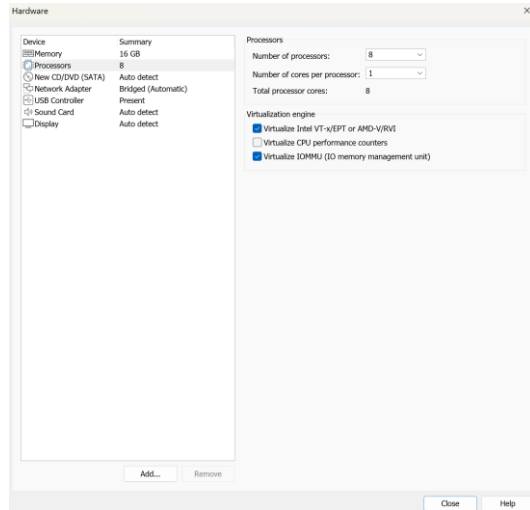 Hardware
Device Summary
Memory 16 GB
Processors 8
New CD/DVD (SATA) Auto detect
Network Adapter Bridged (Automatic)
USB Controller Present
Sound Card Auto detect
Display Auto detect
Add... Remove
Processors
Number of processors: 8
Number of cores per processor: 1
Total processor cores: 8
Virtualization engine
Virtualize Intel VT-x/EPT or AMD-V/RVI
Virtualize CPU performance counters
Virtualize IOMMU (IO memory management unit)
Close Help